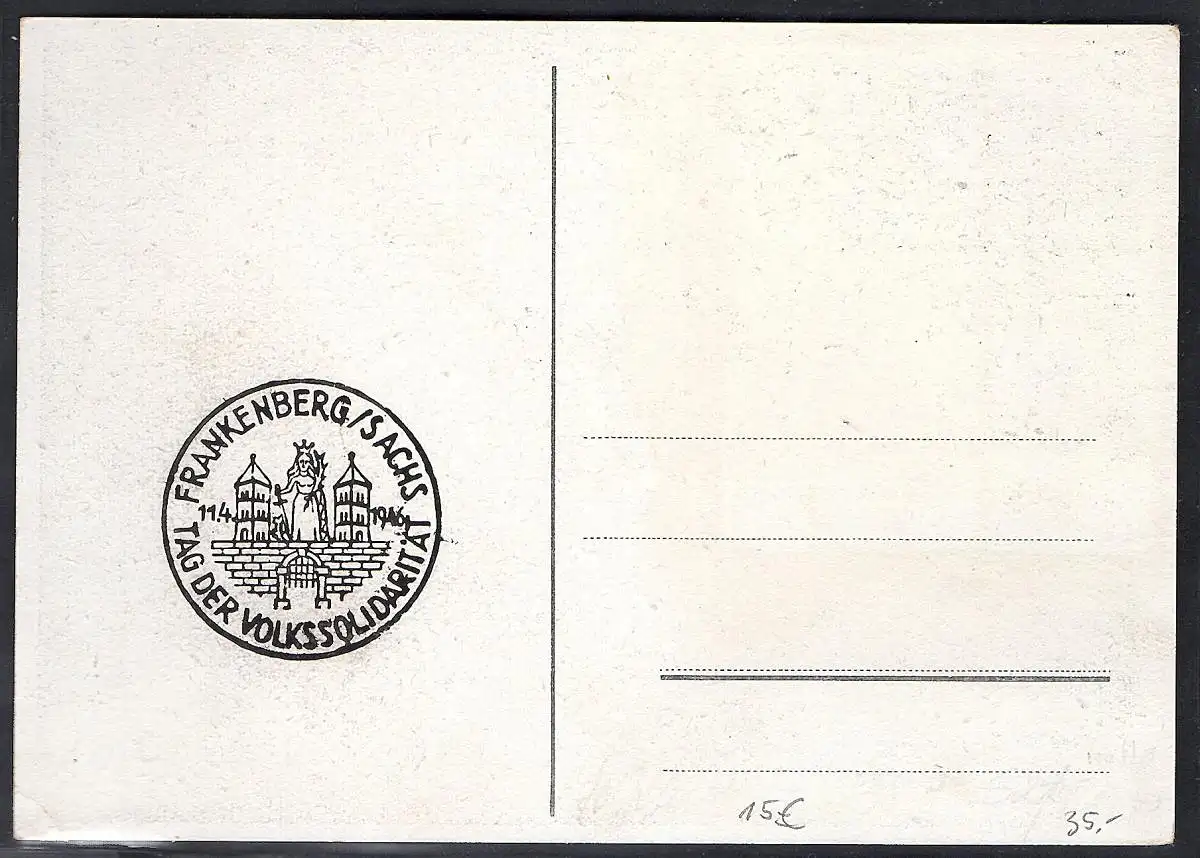 FRANKENBERG/SACHS
11.4. 1946
TAG DER VOLKSSOLIDARITÄT
15€
35,-